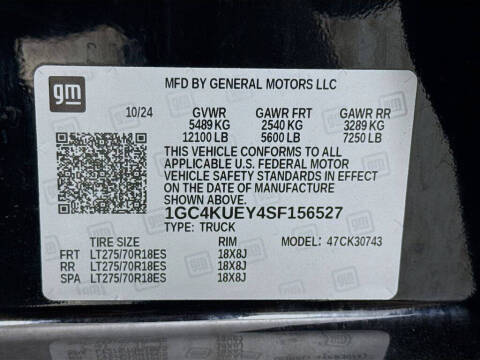 gm
MFD BY GENERAL MOTORS LLC
10/24 GVWR GAWR FRT GAWR RR
5489 KG 2540 KG 3289 KG
12100 LB 5600 LB 7250 LB
THIS VEHICLE CONFORMS TO ALL
APPLICABLE U.S. FEDERAL MOTOR
VEHICLE SAFETY STANDARDS IN EFFECT
ON THE DATE OF MANUFACTURE
SHOWN ABOVE.
1GC4KUEY4SF156527
TYPE: TRUCK
TIRE SIZE RIM MODEL: 47CK30743
FRT LT275/70R18ES 18X8J
RR LT275/70R18ES 18X8J
SPA LT275/70R18ES 18X8J